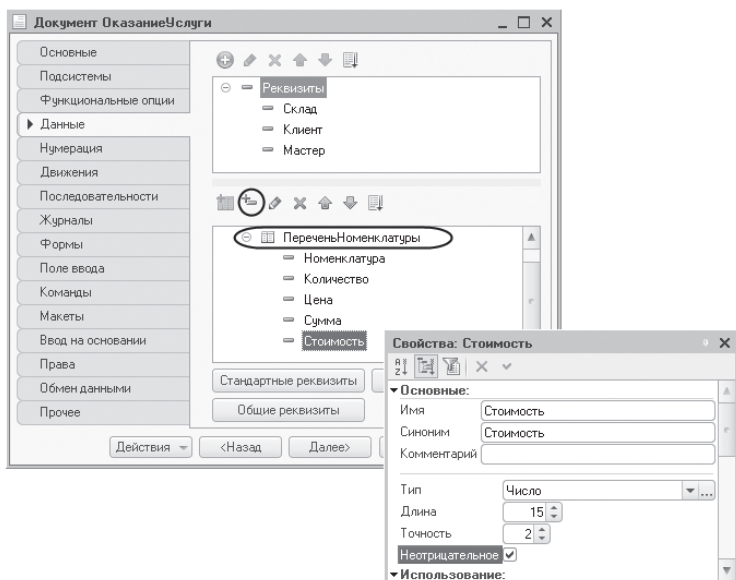 Документ ОказаниеУслуги
Основные
Подсистемы
Функциональные опции
Данные
Нумерация
Движения
Последовательности
Журналы
Формы
Поле ввода
Команды
Макеты
Ввод на основании
Права
Обмен данными
Прочее
Реквизиты
Склад
Клиент
Мастер
ПереченьНоменклатуры
Номенклатура
Количество
Цена
Сумма
Стоимость
Стандартные реквизиты
Общие реквизиты
Действия
<Назад
Далее>
Свойства: Стоимость
Основные:
Имя Стоимость
Синоним Стоимость
Комментарий
Тип Число ...
Длина 15
Точность 2
Неотрицательное
Использование: